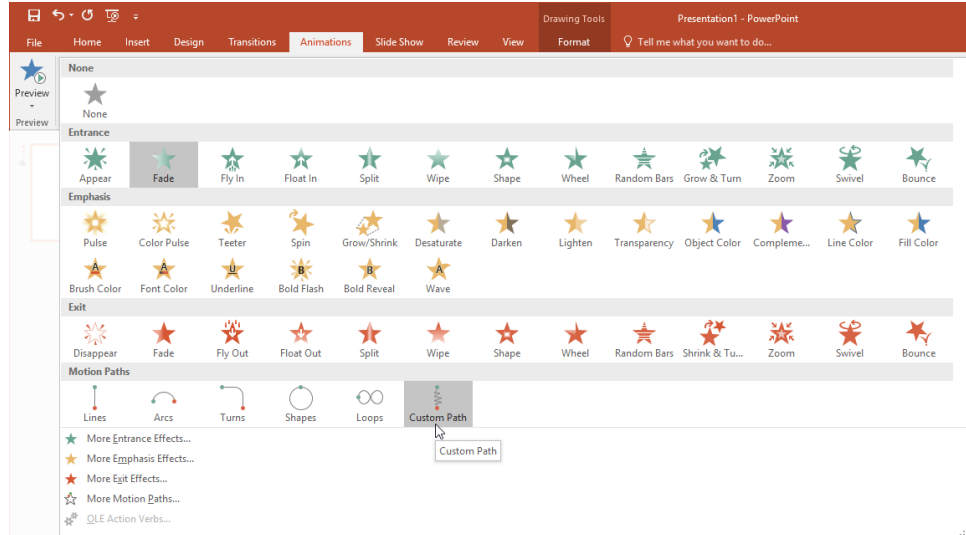 Drawing Tools Presentation1 - PowerPoint
File Home Insert Design Transitions Animations Slide Show Review View Format Tell me what you want to do...
Preview
Preview
None
None
Entrance
Appear Fade Fly In Float In Split Wipe Shape Wheel Random Bars Grow & Turn Zoom Swivel Bounce
Emphasis
Pulse Color Pulse Teeter Spin Grow/Shrink Desaturate Darken Lighten Transparency Object Color Compleme... Line Color Fill Color
Brush Color Font Color Underline Bold Flash Bold Reveal Wave
Exit
Disappear Fade Fly Out Float Out Split Wipe Shape Wheel Random Bars Shrink & Tu... Zoom Swivel Bounce
Motion Paths
Lines Arcs Turns Shapes Loops Custom Path
Custom Path
More Entrance Effects...
More Emphasis Effects...
More Exit Effects...
More Motion Paths...
OLE Action Verbs...